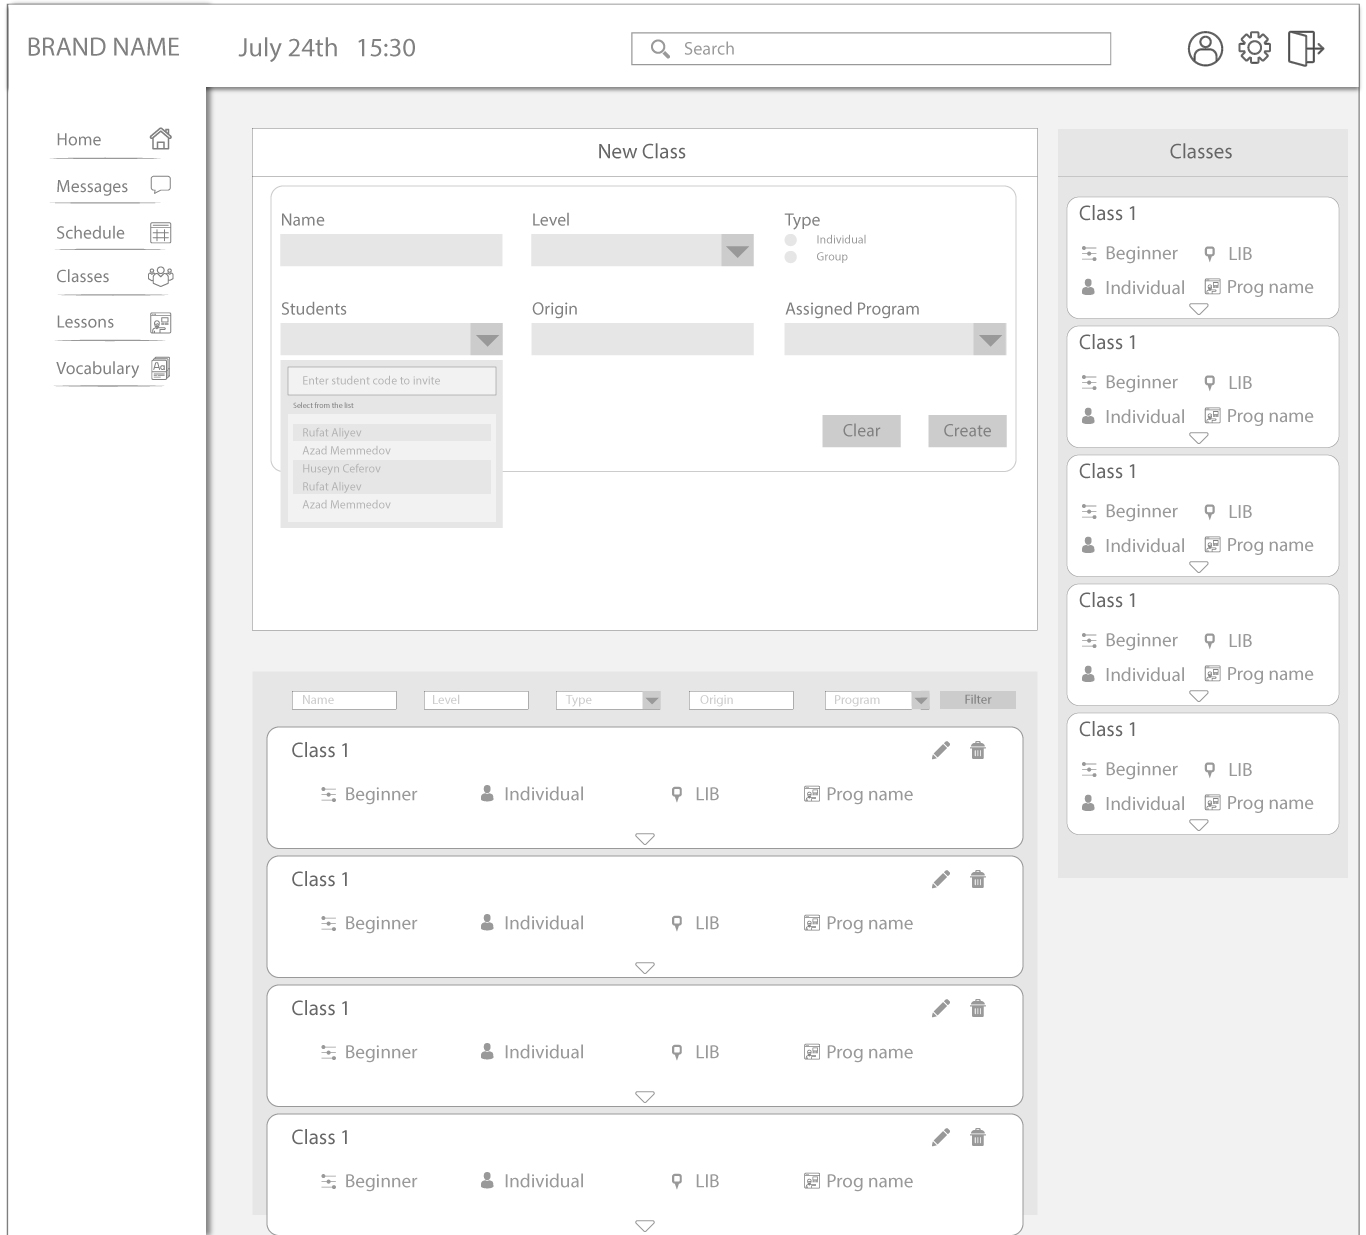 BRAND NAME
July 24th 15:30
Search
Home
Messages
Schedule
Classes
Lessons
Vocabulary
New Class
Name
Level
Type
Individual
Group
Students
Origin
Assigned Program
Enter student code to invite
Select from the list
Rufat Aliyev
Azad Memmedov
Huseyn Ceferov
Rufat Aliyev
Azad Memmedov
Clear
Create
Name
Level
Type
Origin
Program
Filter
Class 1
Beginner
Individual
LIB
Prog name
Class 1
Beginner
Individual
LIB
Prog name
Class 1
Beginner
Individual
LIB
Prog name
Class 1
Beginner
Individual
LIB
Prog name
Classes
Class 1
Beginner
LIB
Individual
Prog name
Class 1
Beginner
LIB
Individual
Prog name
Class 1
Beginner
LIB
Individual
Prog name
Class 1
Beginner
LIB
Individual
Prog name
Class 1
Beginner
LIB
Individual
Prog name